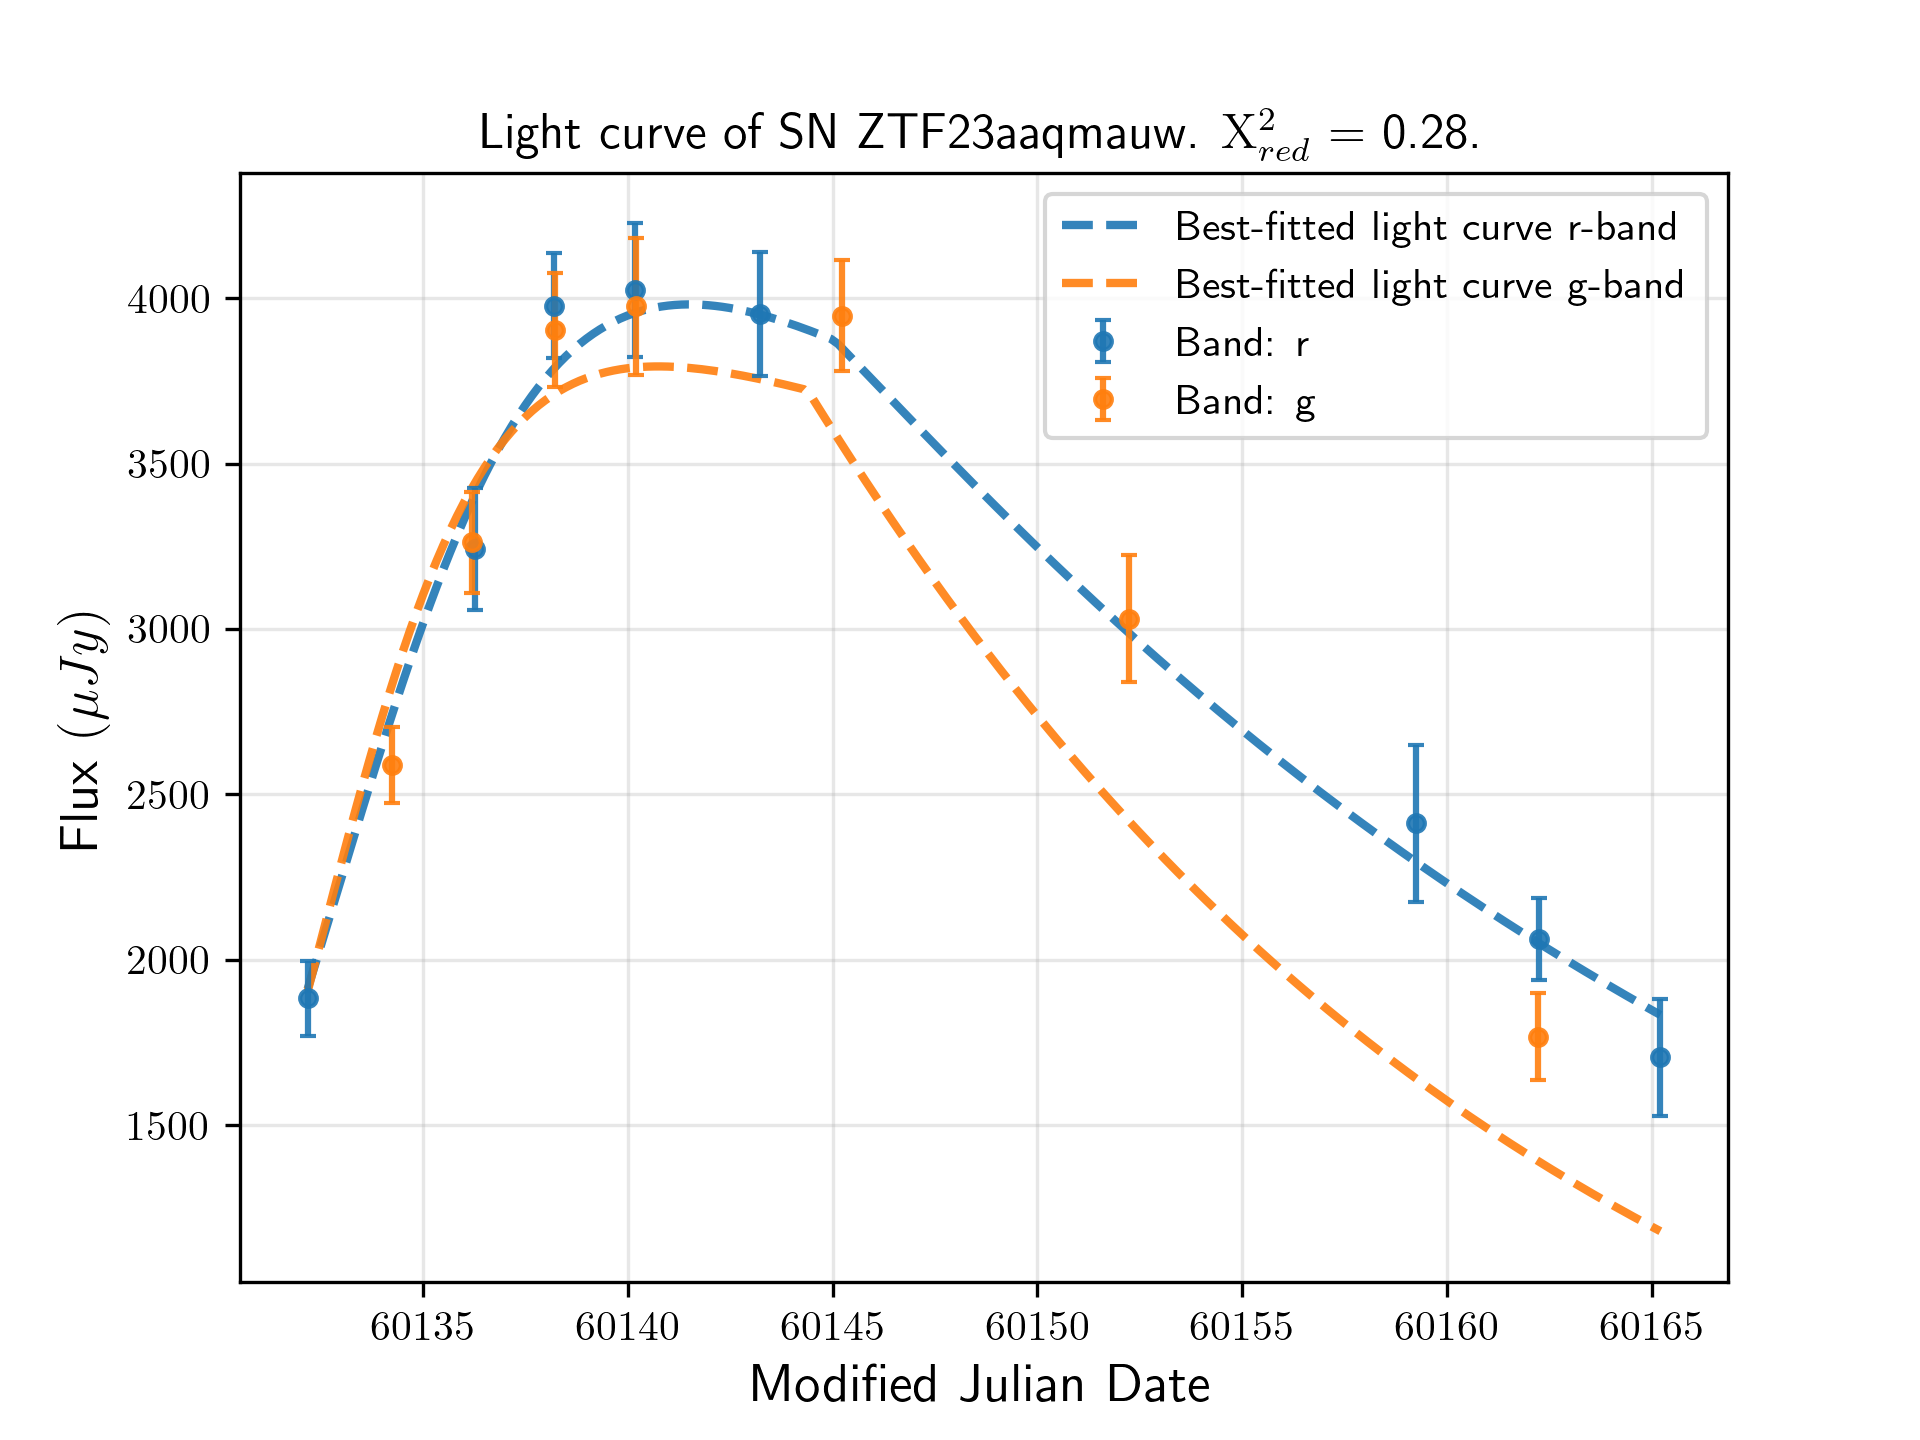 Light curve of SN ZTF23aaqmauw. X²_red = 0.28.
Best-fitted light curve r-band
Best-fitted light curve g-band
Band: r
Band: g
Flux (μJy)
4000
3500
3000
2500
2000
1500
60135 60140 60145 60150 60155 60160 60165
Modified Julian Date